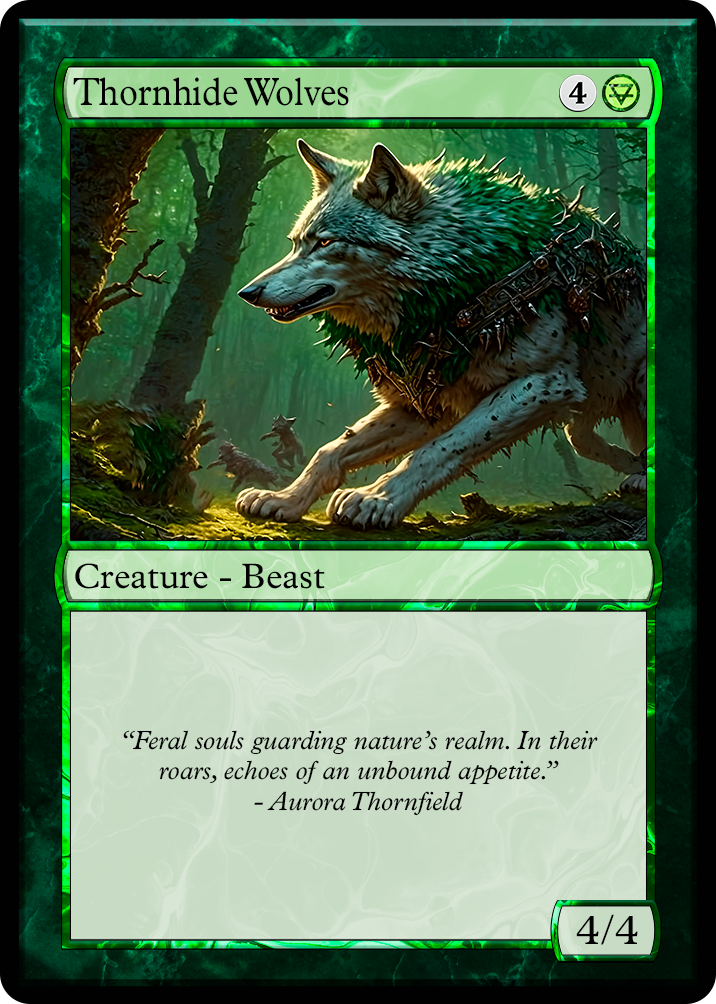 Thornhide Wolves 4
Creature - Beast
“Feral souls guarding nature’s realm. In their
roars, echoes of an unbound appetite.”
- Aurora Thornfield
4/4